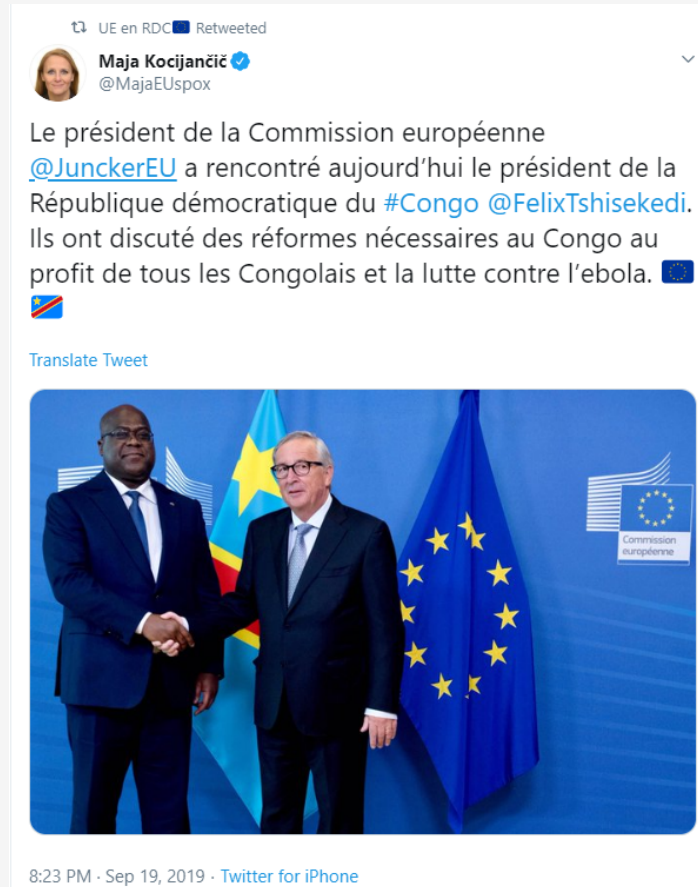 UE en RDC🇪🇺 Retweeted
Maja Kocijančič
@MajaEUspox
Le président de la Commission européenne
@JunckerEU a rencontré aujourd'hui le président de la
République démocratique du #Congo @FelixTshisekedi.
Ils ont discuté des réformes nécessaires au Congo au
profit de tous les Congolais et la lutte contre l'ebola. 🇪🇺
🇨🇩
Translate Tweet
Commission
européenne
8:23 PM · Sep 19, 2019 · Twitter for iPhone